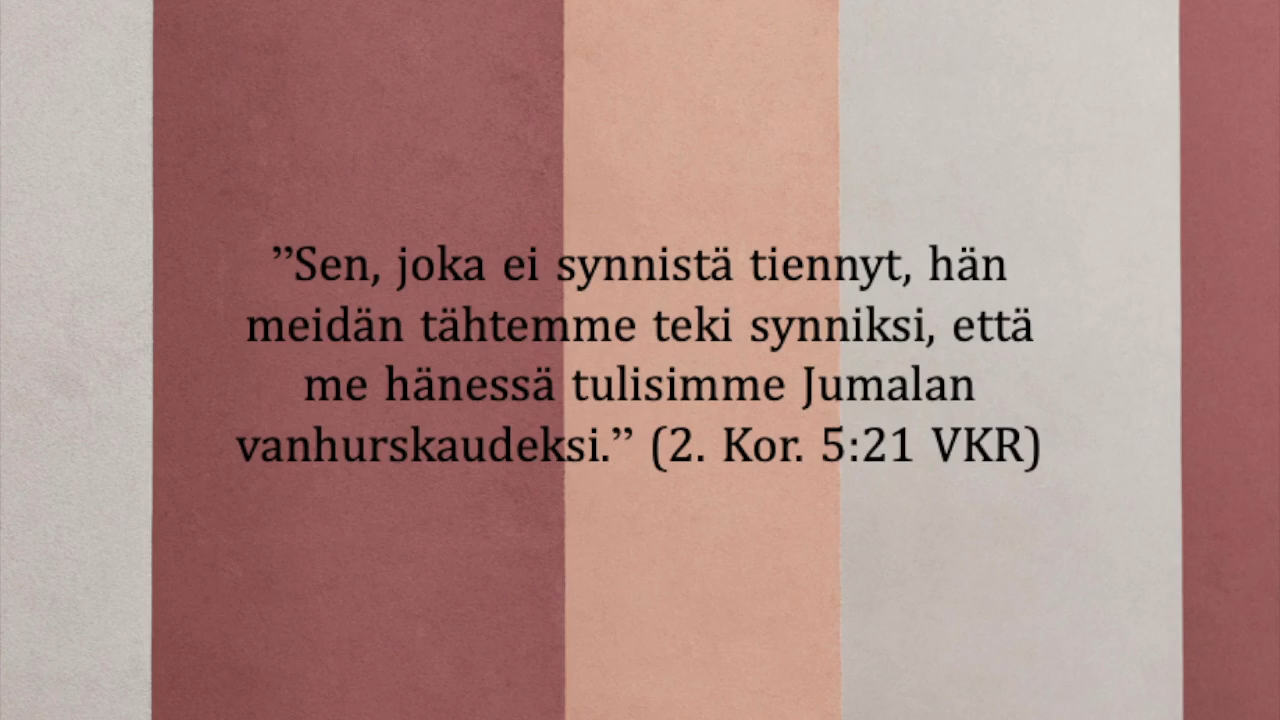 ”Sen, joka ei synnistä tiennyt, hän
meidän tähtemme teki synniksi, että
me hänessä tulisimme Jumalan
vanhurskaudeksi.” (2. Kor. 5:21 VKR)